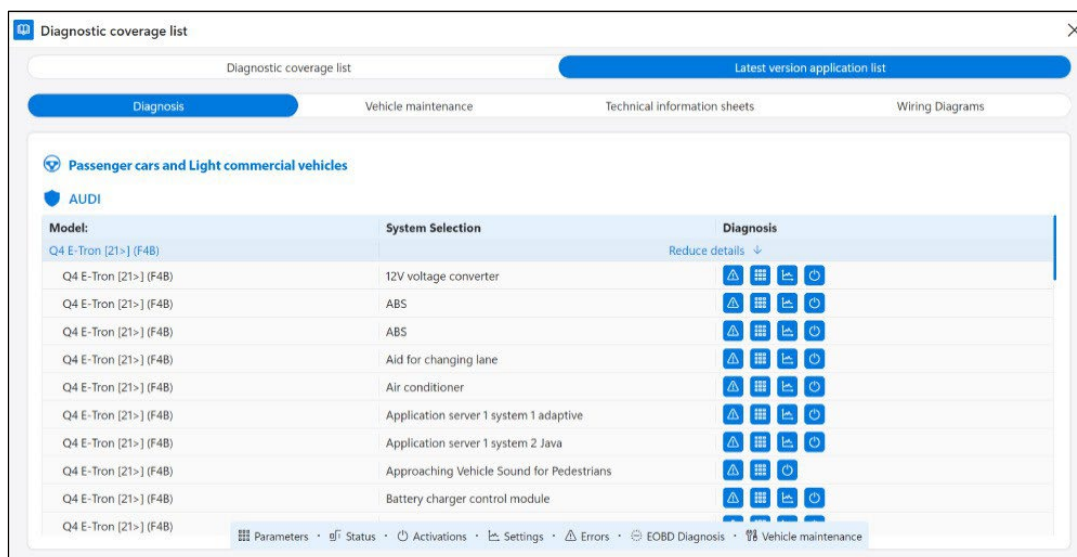 Diagnostic coverage list
Diagnostic coverage list Latest version application list
Diagnosis Vehicle maintenance Technical information sheets Wiring Diagrams
Passenger cars and Light commercial vehicles
AUDI
Model: System Selection Diagnosis
Q4 E-Tron [21>] (F4B) Reduce details ↓
Q4 E-Tron [21>] (F4B) 12V voltage converter
Q4 E-Tron [21>] (F4B) ABS
Q4 E-Tron [21>] (F4B) ABS
Q4 E-Tron [21>] (F4B) Aid for changing lane
Q4 E-Tron [21>] (F4B) Air conditioner
Q4 E-Tron [21>] (F4B) Application server 1 system 1 adaptive
Q4 E-Tron [21>] (F4B) Application server 1 system 2 Java
Q4 E-Tron [21>] (F4B) Approaching Vehicle Sound for Pedestrians
Q4 E-Tron [21>] (F4B) Battery charger control module
Q4 E-Tron [21>] (F4B)
Parameters · Status · Activations · Settings · Errors · EOBD Diagnosis · Vehicle maintenance